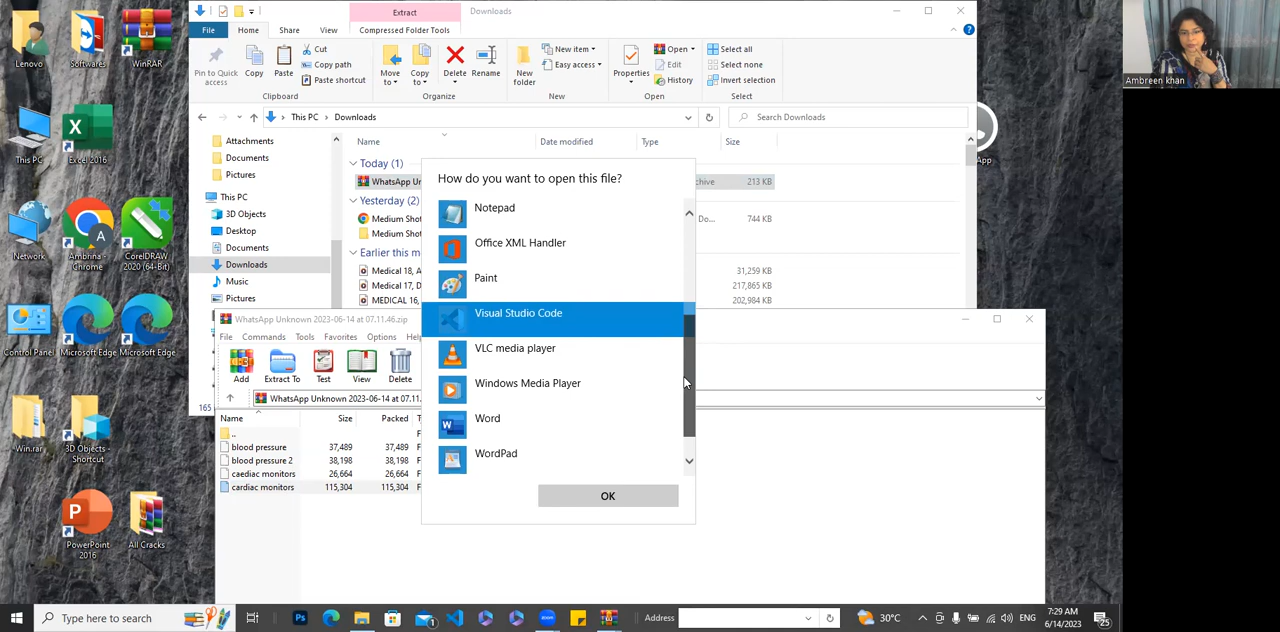 Extract
Downloads
File
Home
Share
View
Compressed Folder Tools
Pin to Quick access
Copy
Paste
Cut
Copy path
Paste shortcut
Clipboard
Move to
Copy to
Delete
Rename
Organize
New folder
New item
Easy access
New
Properties
Open
Edit
History
Open
Select all
Select none
Invert selection
Select
This PC > Downloads
Search Downloads
Attachments
Documents
Pictures
This PC
3D Objects
Desktop
Documents
Downloads
Music
Pictures
165
Name
Date modified
Type
Size
Today (1)
WhatsApp Un
chive
213 KB
Yesterday (2)
Medium Shot
Do...
744 KB
Medium Shot
Earlier this m
Medical 18, A
31,259 KB
Medical 17, D
217,865 KB
MEDICAL 16,
202,984 KB
How do you want to open this file?
Notepad
Office XML Handler
Paint
Visual Studio Code
VLC media player
Windows Media Player
Word
WordPad
OK
WhatsApp Unknown 2023-06-14 at 07.11.46.zip
File
Commands
Tools
Favorites
Options
Help
Add
Extract To
Test
View
Delete
WhatsApp Unknown 2023-06-14 at 07.11.
Name
Size
Packed
..
blood pressure
37,489
37,489
F
blood pressure 2
38,198
38,198
F
caediac monitors
26,664
26,664
F
cardiac monitors
115,304
115,304
F
Lenovo
Softwares
WinRAR
This PC
Excel 2016
Network
Ambrina - Chrome
CorelDRAW 2020 (64-Bit)
Control Panel
Microsoft Edge
Microsoft Edge
Win.rar
3D Objects - Shortcut
PowerPoint 2016
All Cracks
App
Ambreen khan
Type here to search
Address
30°C
ENG
7:29 AM
6/14/2023
25